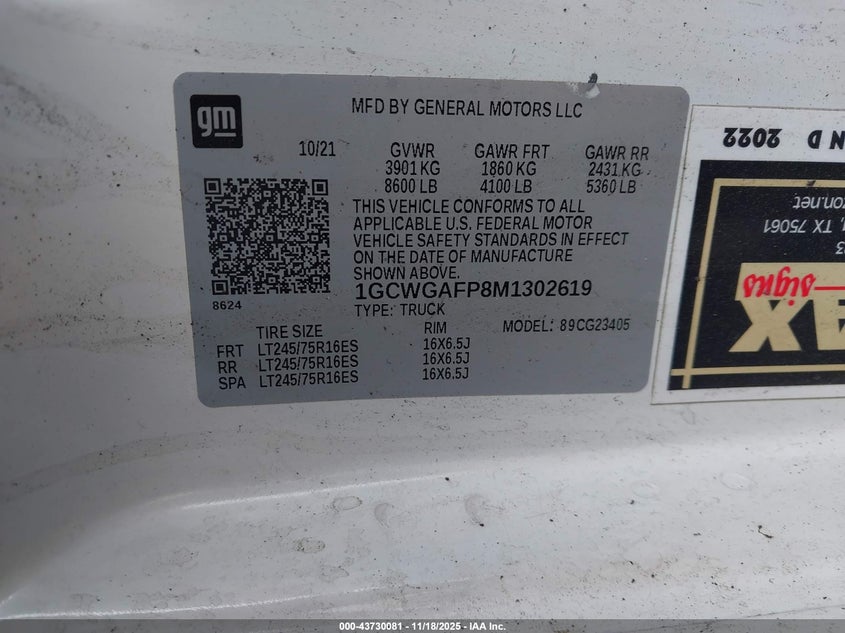 gm
MFD BY GENERAL MOTORS LLC
10/21 GVWR GAWR FRT GAWR RR
3901 KG 1860 KG 2431 KG
8600 LB 4100 LB 5360 LB
THIS VEHICLE CONFORMS TO ALL
APPLICABLE U.S. FEDERAL MOTOR
VEHICLE SAFETY STANDARDS IN EFFECT
ON THE DATE OF MANUFACTURE
SHOWN ABOVE.
8624
1GCWGAFP8M1302619
TYPE: TRUCK
TIRE SIZE RIM MODEL: 89CG23405
FRT LT245/75R16ES 16X6.5J
RR LT245/75R16ES 16X6.5J
SPA LT245/75R16ES 16X6.5J
AX
signs
, TX 75061
zon.net
N D 2022
000-43730081 — 11/18/2025 — IAA Inc.